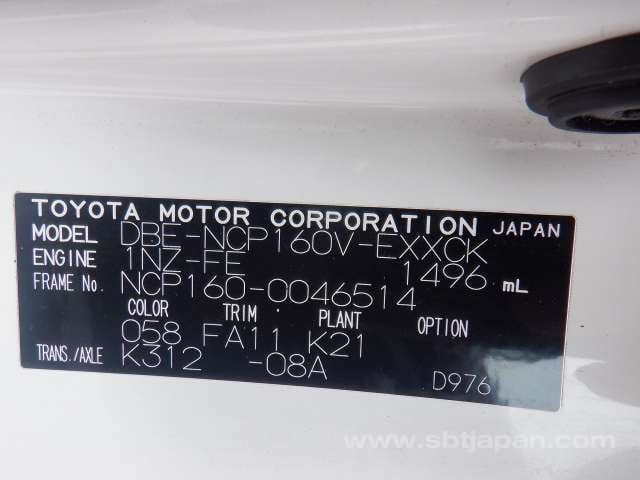 TOYOTA MOTOR CORPORATION JAPAN
MODEL DBE-NCP160V-EXXCK
ENGINE 1NZ-FE 1496 mL
FRAME No. NCP160-0046514
COLOR TRIM PLANT OPTION
058 FA11 K21
TRANS./AXLE K312 -08A
D976
www.sbtjapan.com